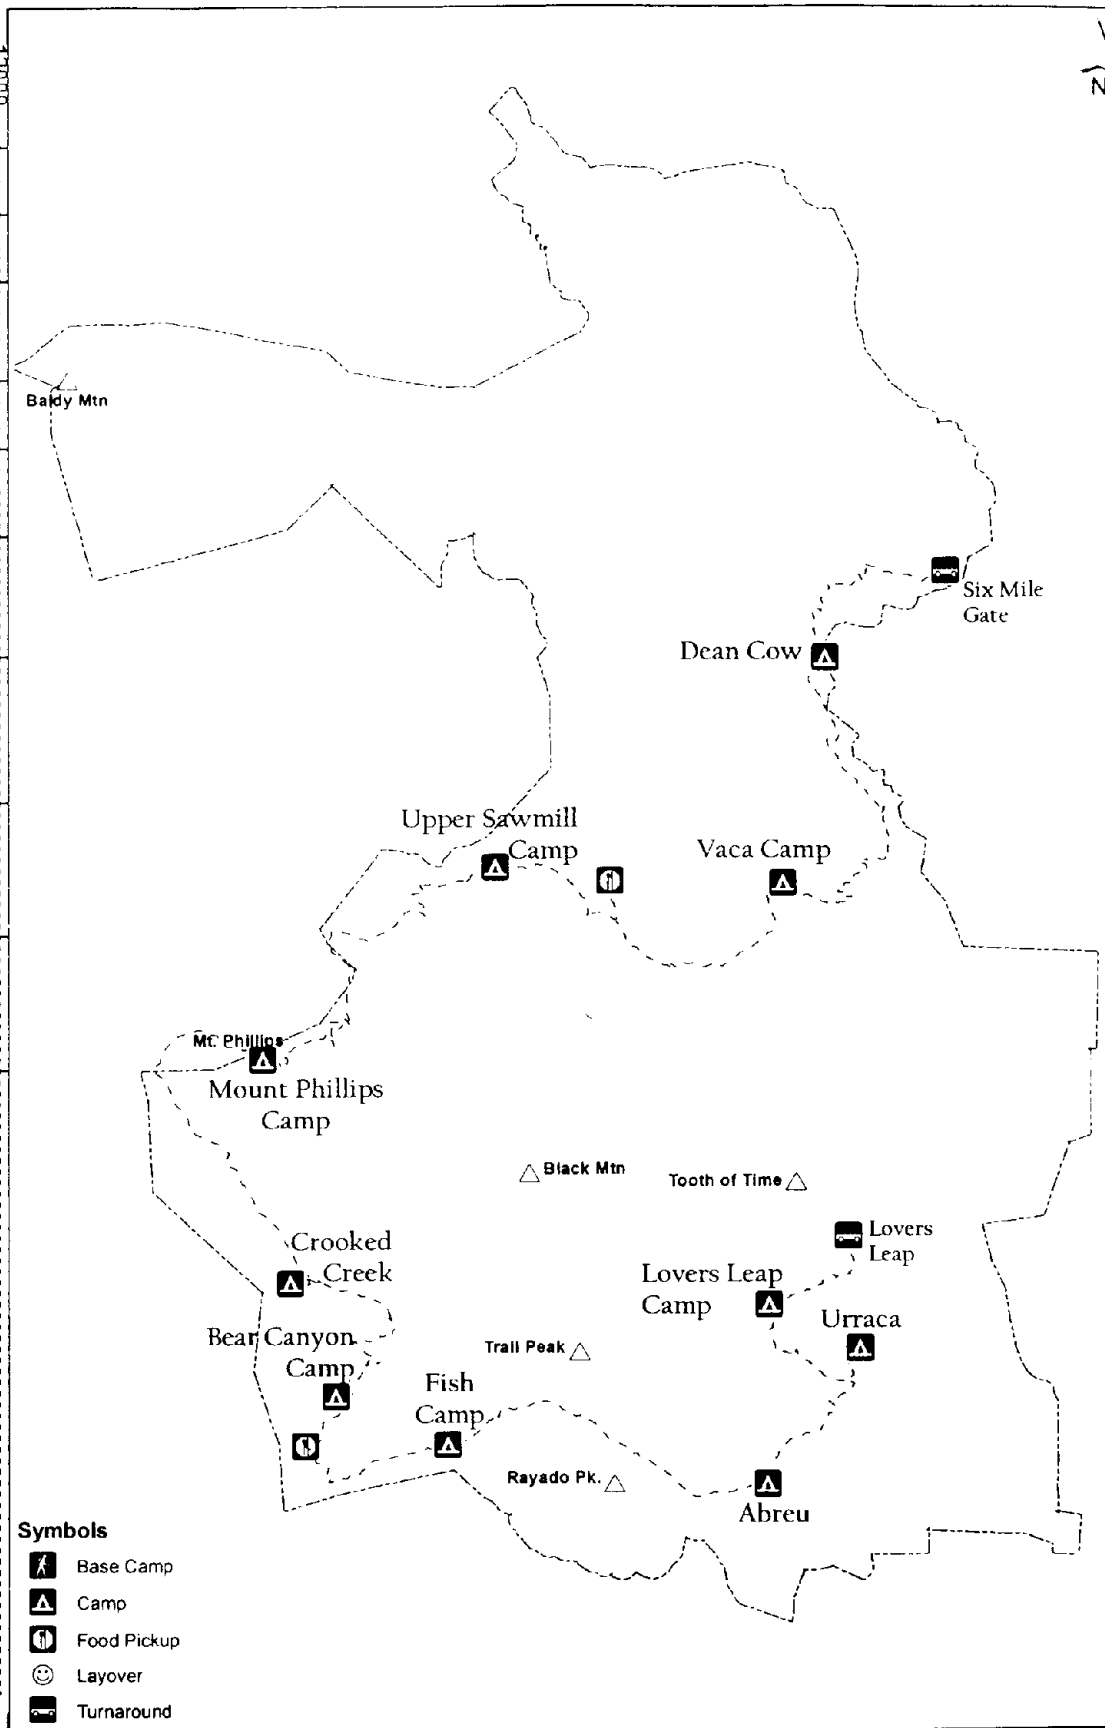 N
Baldy Mtn
Six Mile
Gate
Dean Cow
Upper Sawmill
Camp
Vaca Camp
Mt. Phillips
Mount Phillips
Camp
Black Mtn
Tooth of Time
Lovers
Leap
Crooked
Creek
Lovers Leap
Camp
Urraca
Bear Canyon
Camp
Trail Peak
Fish
Camp
Rayado Pk.
Abreu
Symbols
Base Camp
Camp
Food Pickup
Layover
Turnaround